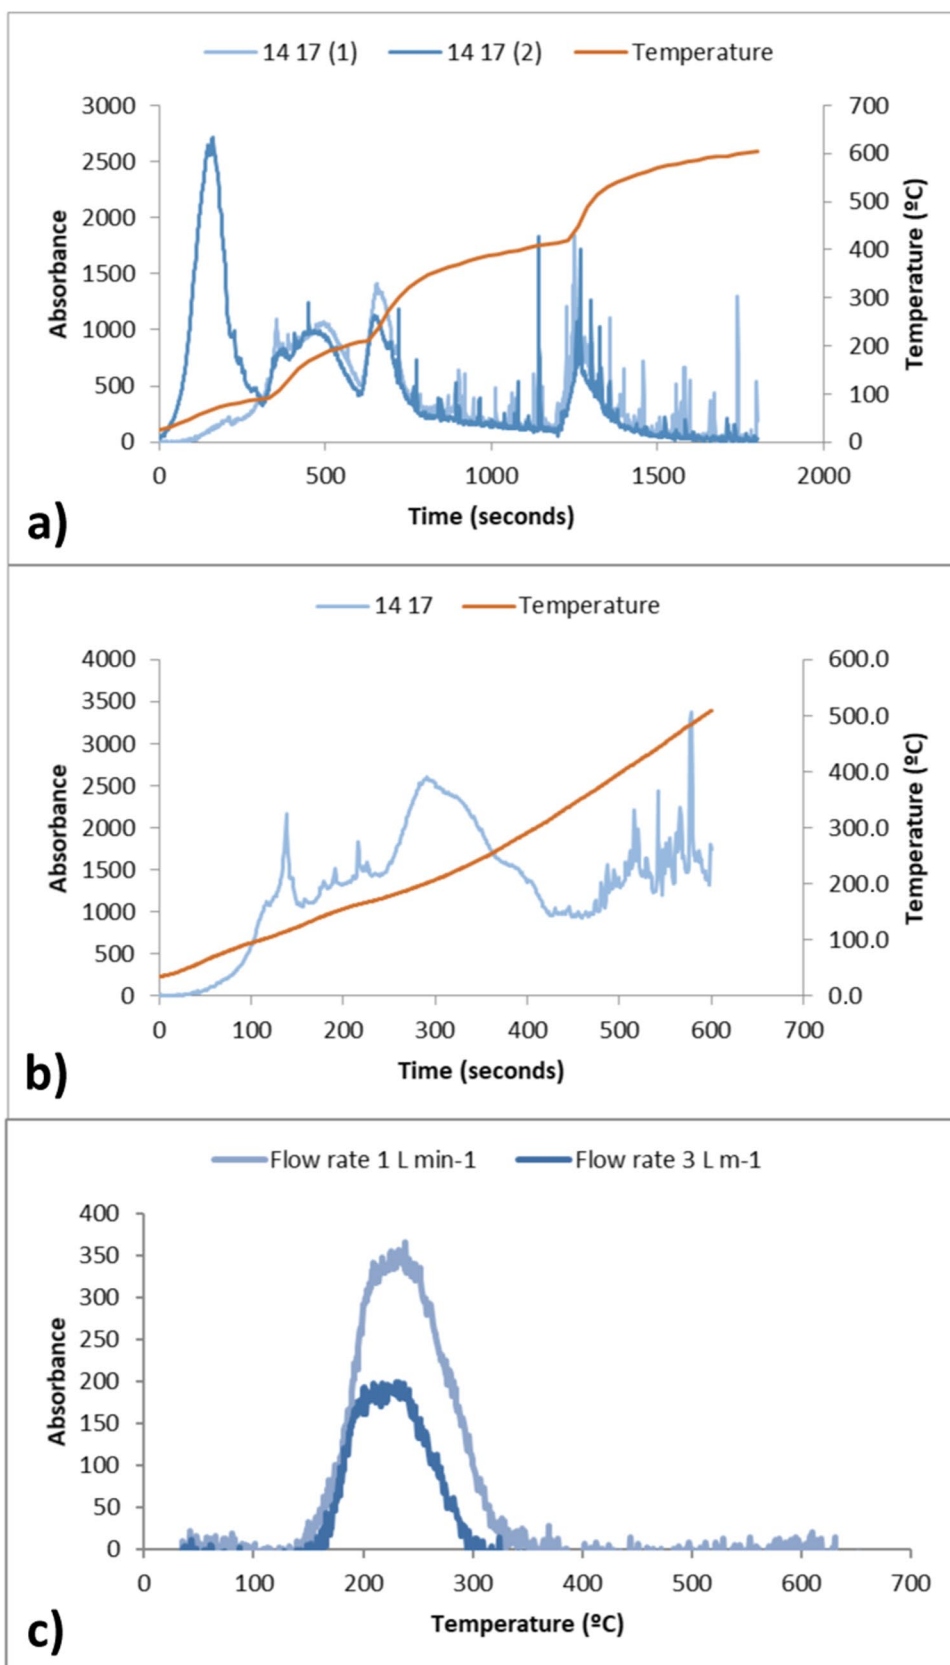 14 17 (1) 14 17 (2) Temperature
3000 700
2500 600
2000 500
1500 400
1000 300
500 200
0 100
0
0 500 1000 1500 2000
Absorbance
Temperature (ºC)
Time (seconds)
a)
14 17 Temperature
4000 600.0
3500 500.0
3000 400.0
2500 300.0
2000 200.0
1500 100.0
1000 0.0
500
0
0 100 200 300 400 500 600 700
Absorbance
Temperature (ºC)
Time (seconds)
b)
Flow rate 1 L min-1 Flow rate 3 L m-1
400
350
300
250
200
150
100
50
0
0 100 200 300 400 500 600 700
Absorbance
Temperature (ºC)
c)